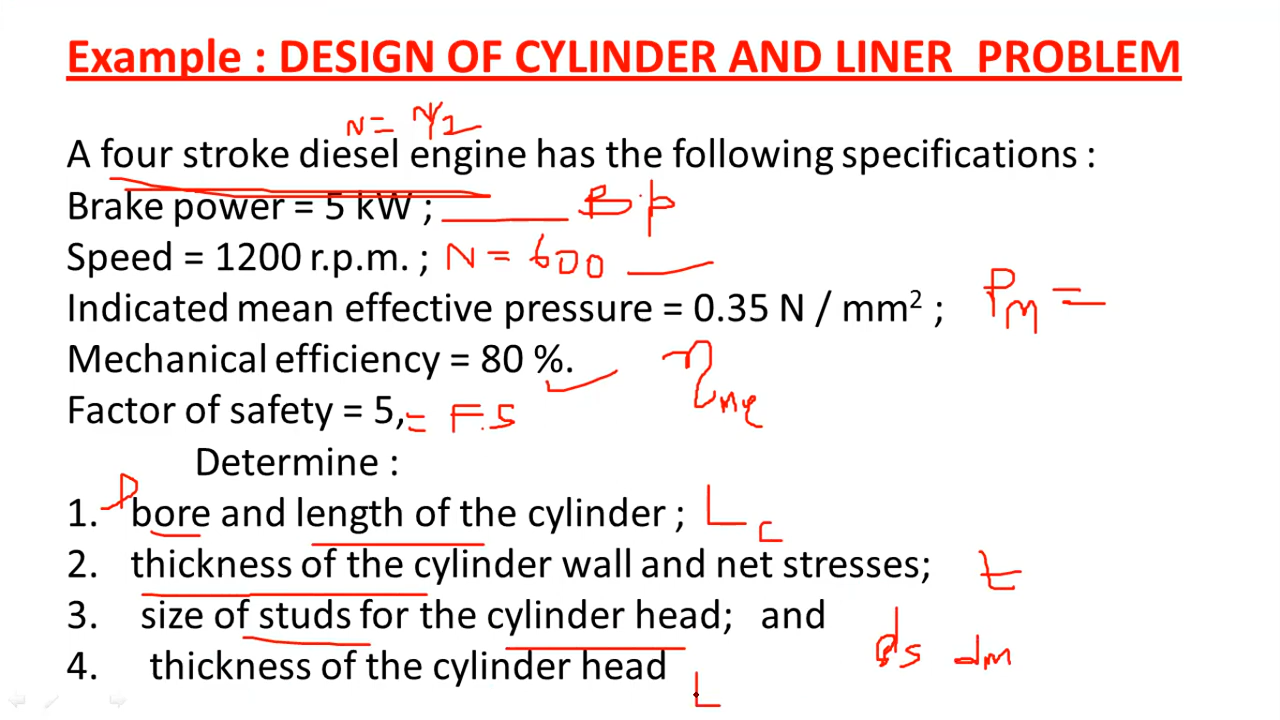 Example : DESIGN OF CYLINDER AND LINER PROBLEM
N = n/2
A four stroke diesel engine has the following specifications :
Brake power = 5 kW ; B.p
Speed = 1200 r.p.m. ; N = 600
Indicated mean effective pressure = 0.35 N / mm² ; Pm =
Mechanical efficiency = 80 %.
Factor of safety = 5, = F.S
Determine :
1. bore and length of the cylinder ; Lc
2. thickness of the cylinder wall and net stresses; t
3. size of studs for the cylinder head; and ds
4. thickness of the cylinder head